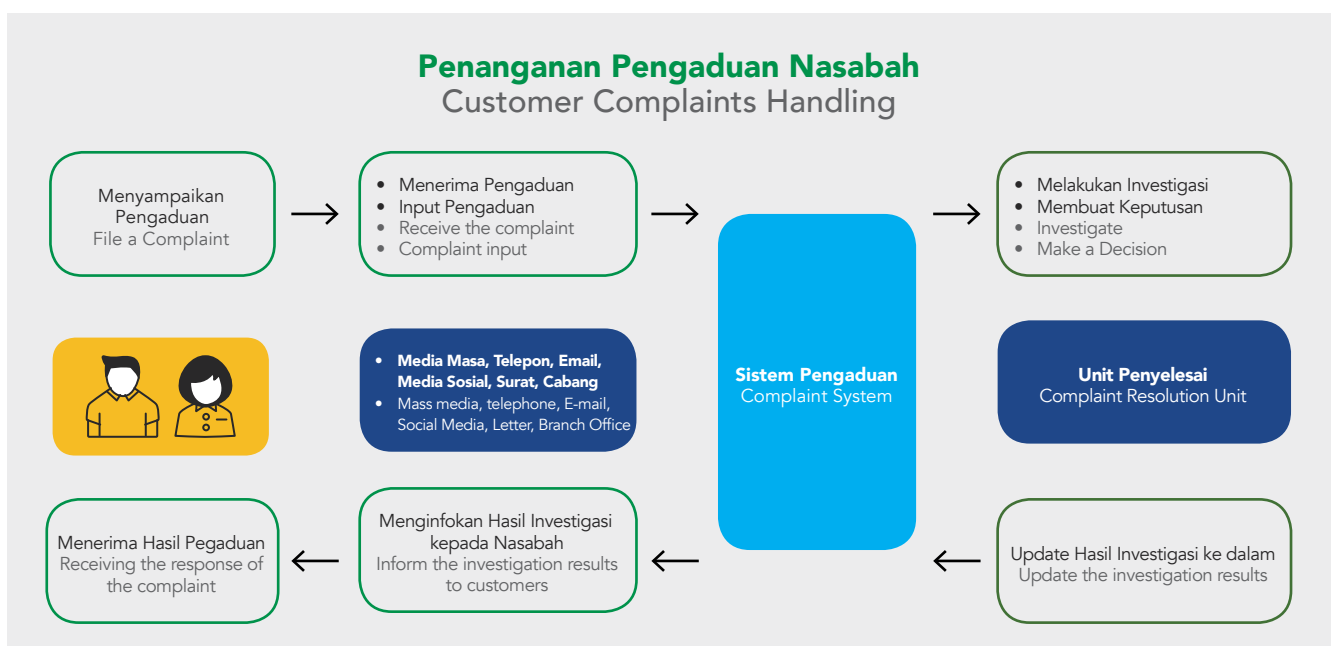 Penanganan Pengaduan Nasabah
Customer Complaints Handling
Menyampaikan
Pengaduan
File a Complaint
• Menerima Pengaduan
• Input Pengaduan
• Receive the complaint
• Complaint input
• Melakukan Investigasi
• Membuat Keputusan
• Investigate
• Make a Decision
• Media Masa, Telepon, Email,
Media Sosial, Surat, Cabang
• Mass media, telephone, E-mail,
Social Media, Letter, Branch Office
Sistem Pengaduan
Complaint System
Unit Penyelesai
Complaint Resolution Unit
Menerima Hasil Pegaduan
Receiving the response of
the complaint
Menginfokan Hasil Investigasi
kepada Nasabah
Inform the investigation results
to customers
Update Hasil Investigasi ke dalam
Update the investigation results